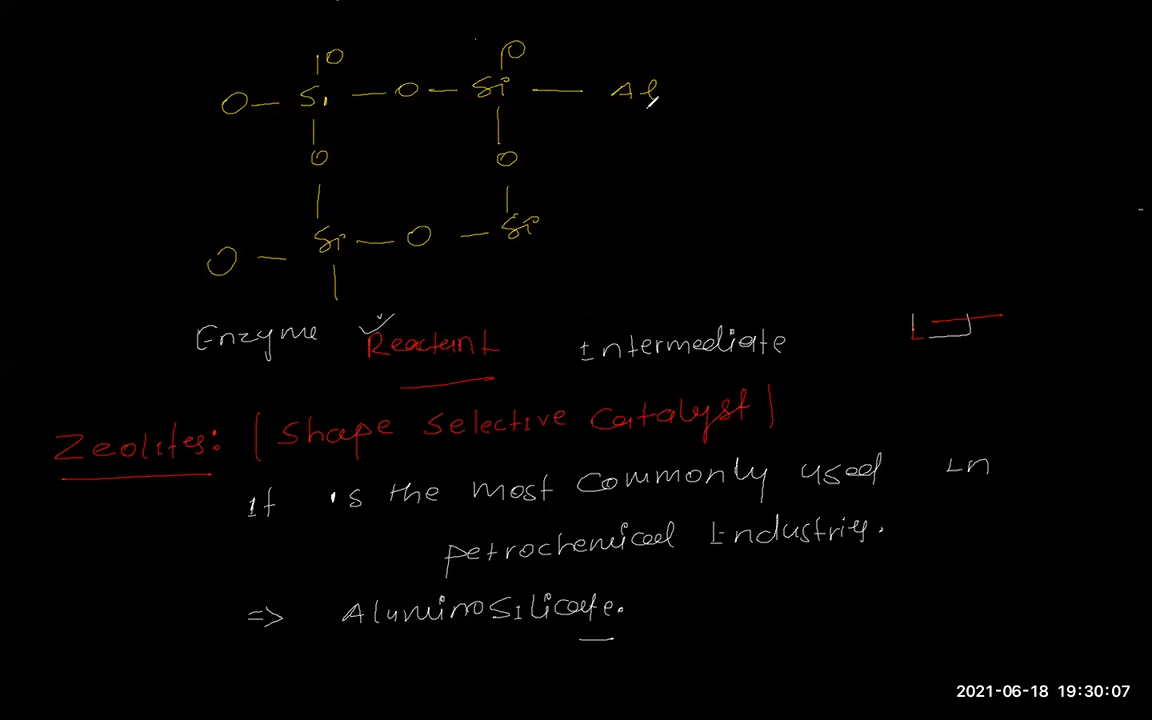 O O
O — Si — O — Si — Al
O O
O — Si — O — Si
Enzyme Reactant Intermediate
Zeolites: (Shape Selective Catalyst)
It is the most commonly used In
petrochemical Industries.
=> Aluminosilicate.
2021-06-18 19:30:07